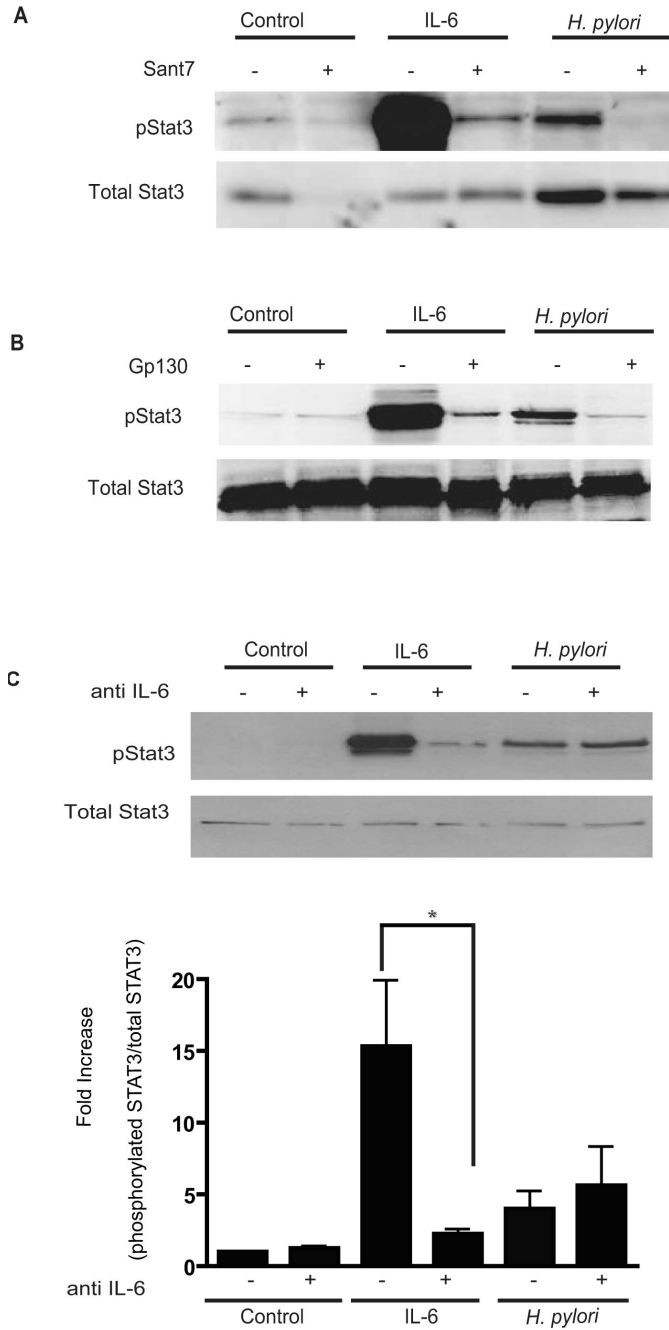 A
Control IL-6 H. pylori
Sant7 - + - + - +
pStat3
Total Stat3
B
Control IL-6 H. pylori
Gp130 - + - + - +
pStat3
Total Stat3
C
Control IL-6 H. pylori
anti IL-6 - + - + - +
pStat3
Total Stat3
*
Fold Increase
(phosphorylated STAT3/total STAT3)
20
15
10
5
0
anti IL-6 - + - + - +
Control IL-6 H. pylori